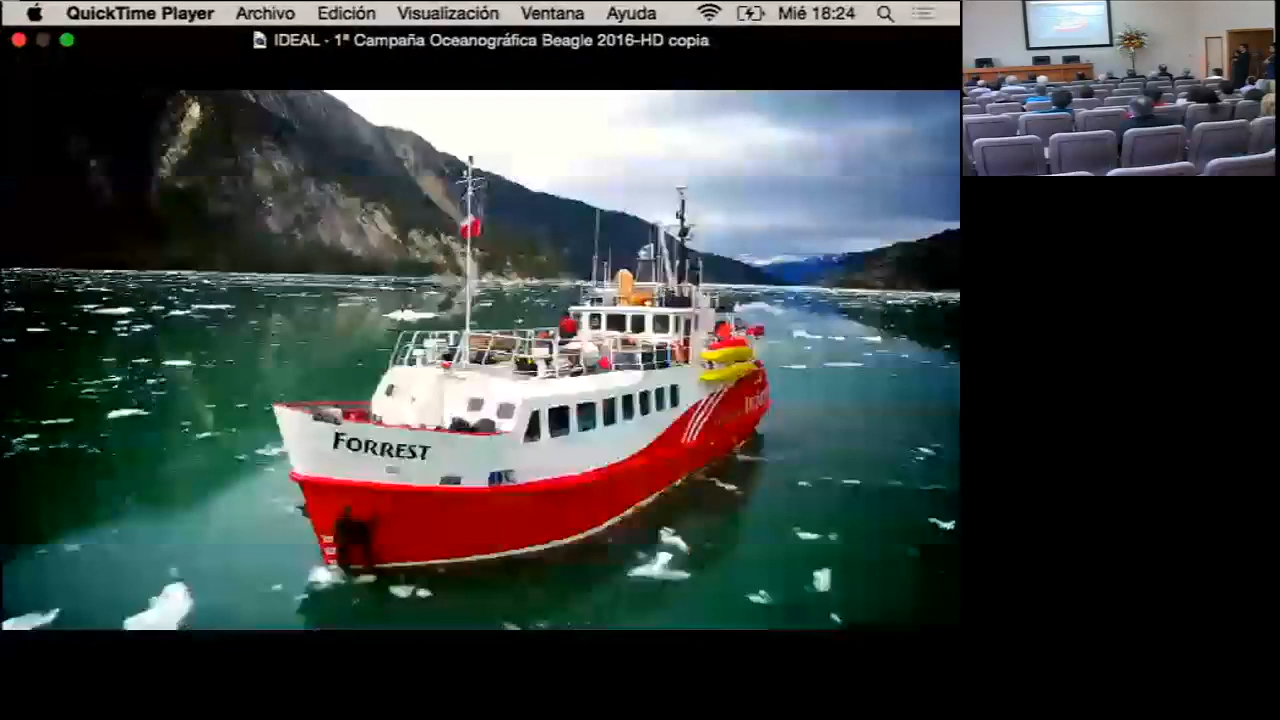 QuickTime Player Archivo Edición Visualización Ventana Ayuda Mié 18:24
IDEAL - 1ª Campaña Oceanográfica Beagle 2016-HD copia
FORREST